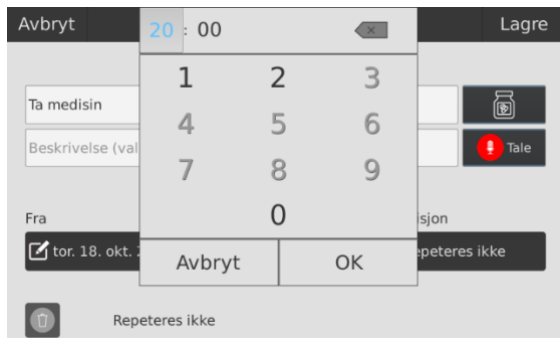 Avbryt
Lagre
20 : 00
1 2 3
4 5 6
7 8 9
0
Avbryt OK
Ta medisin
Beskrivelse (val
Tale
Fra
isjon
tor. 18. okt.
epeteres ikke
Repeteres ikke